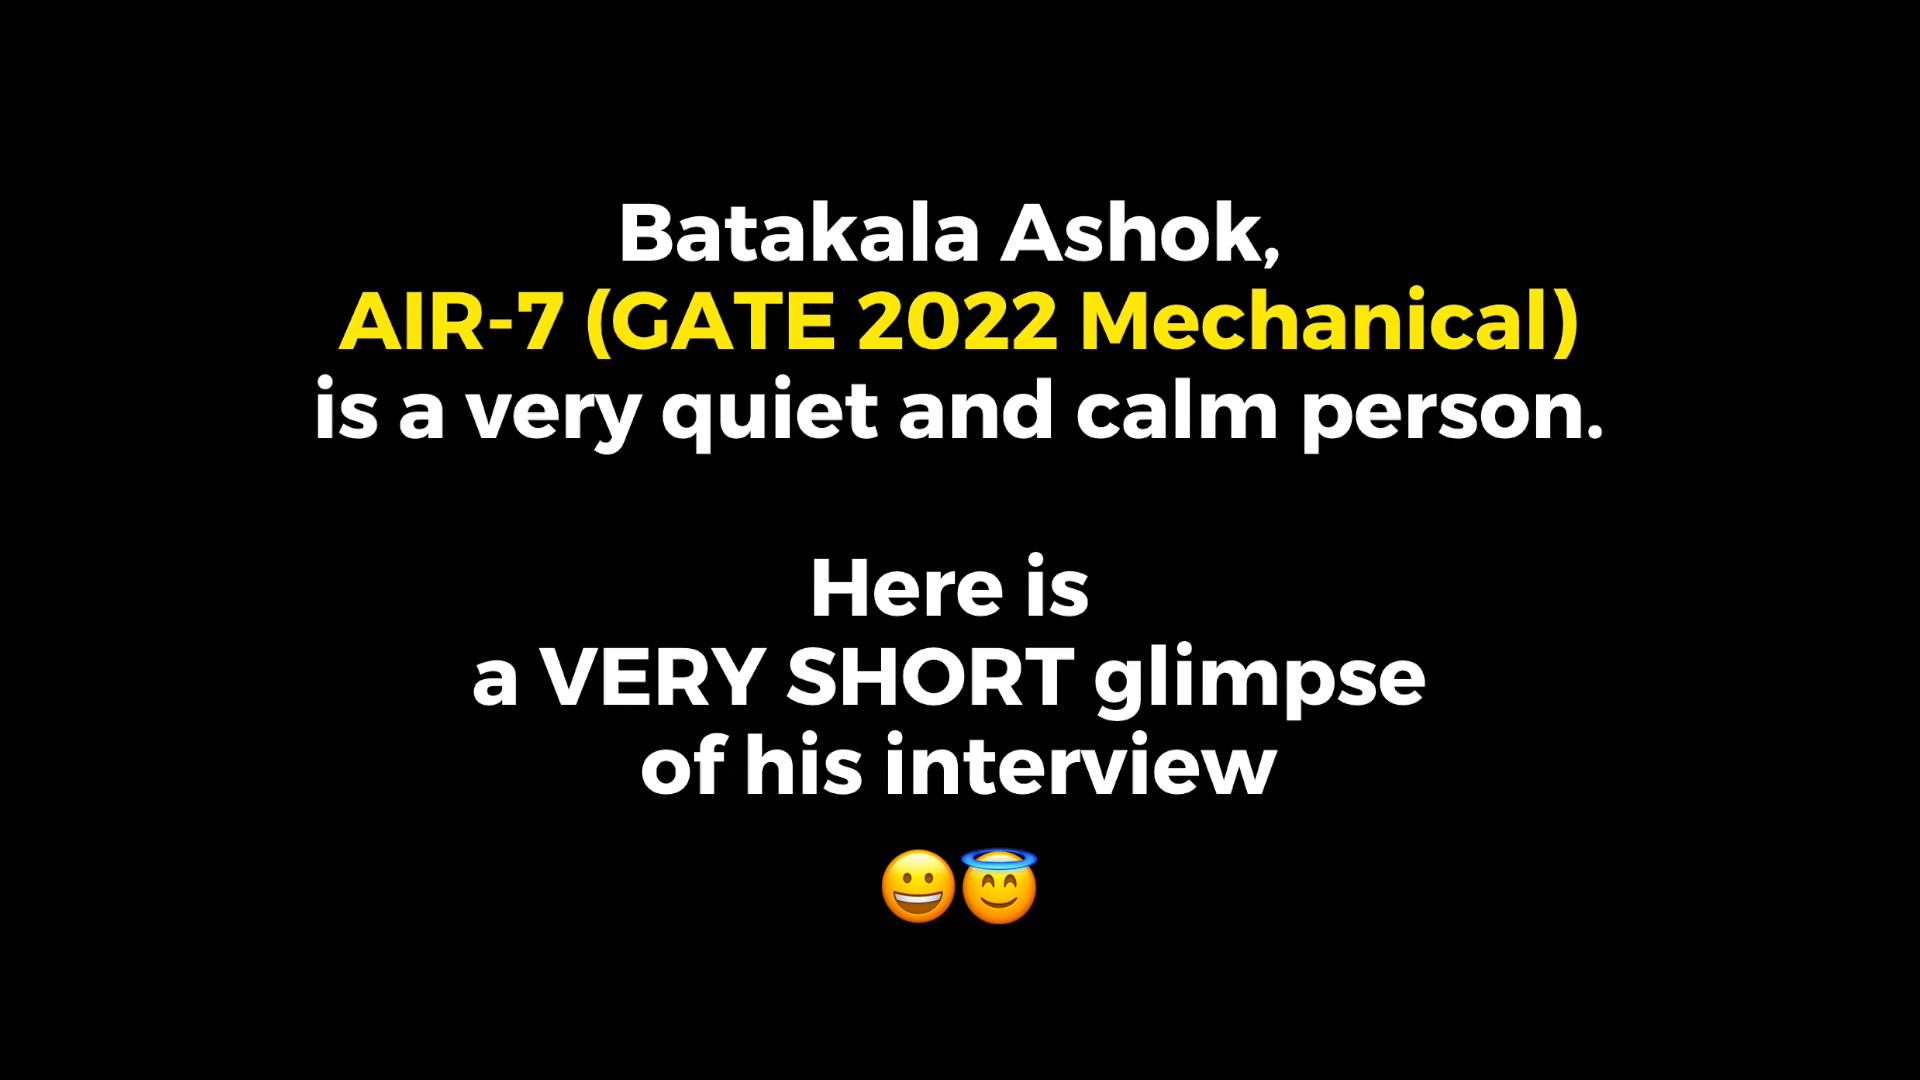 Batakala Ashok,
AIR-7 (GATE 2022 Mechanical)
is a very quiet and calm person.
Here is
a VERY SHORT glimpse
of his interview
😀😇